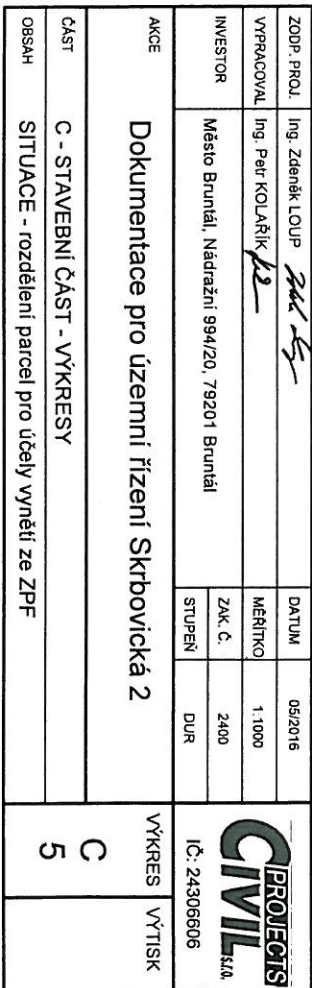 ZODP. PROJ. Ing. Zdeněk LOUP DATUM 05/2016
VYPRACOVAL Ing. Petr KOLAŘÍK MĚŘÍTKO 1:1000
INVESTOR Město Bruntál, Nádražní 994/20, 79201 Bruntál ZAK. Č. 2400
STUPEŇ DUR
PROJECTS
CIVIL s.r.o.
IČ: 24306606
AKCE Dokumentace pro územní řízení Skrbovická 2
VÝKRES VÝTISK
ČÁST C - STAVEBNÍ ČÁST - VÝKRESY
C
5
OBSAH SITUACE - rozdělení parcel pro účely vynětí ze ZPF